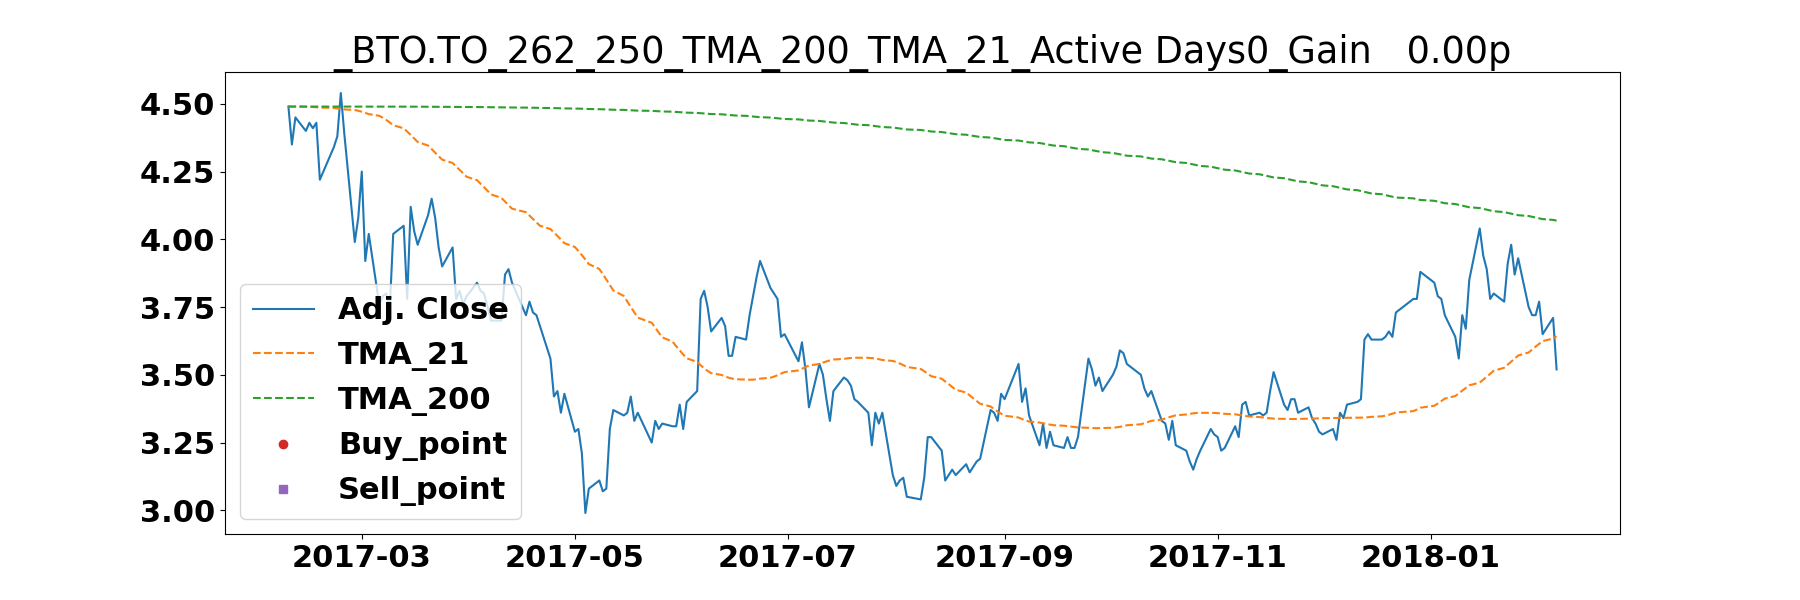 _BTO.TO_262_250_TMA_200_TMA_21_Active Days0_Gain   0.00p
4.50
4.25
4.00
3.75
3.50
3.25
3.00
Adj. Close
TMA_21
TMA_200
Buy_point
Sell_point
2017-03 2017-05 2017-07 2017-09 2017-11 2018-01